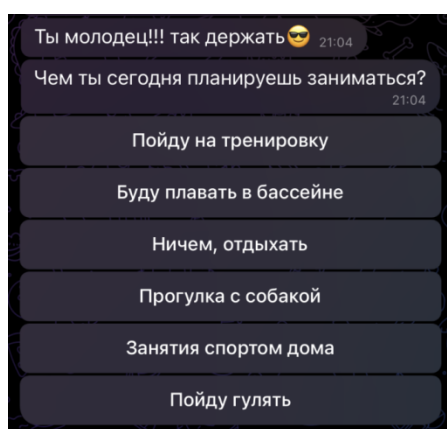 Ты молодец!!! так держать😎 21:04
Чем ты сегодня планируешь заниматься?
21:04
Пойду на тренировку
Буду плавать в бассейне
Ничем, отдыхать
Прогулка с собакой
Занятия спортом дома
Пойду гулять